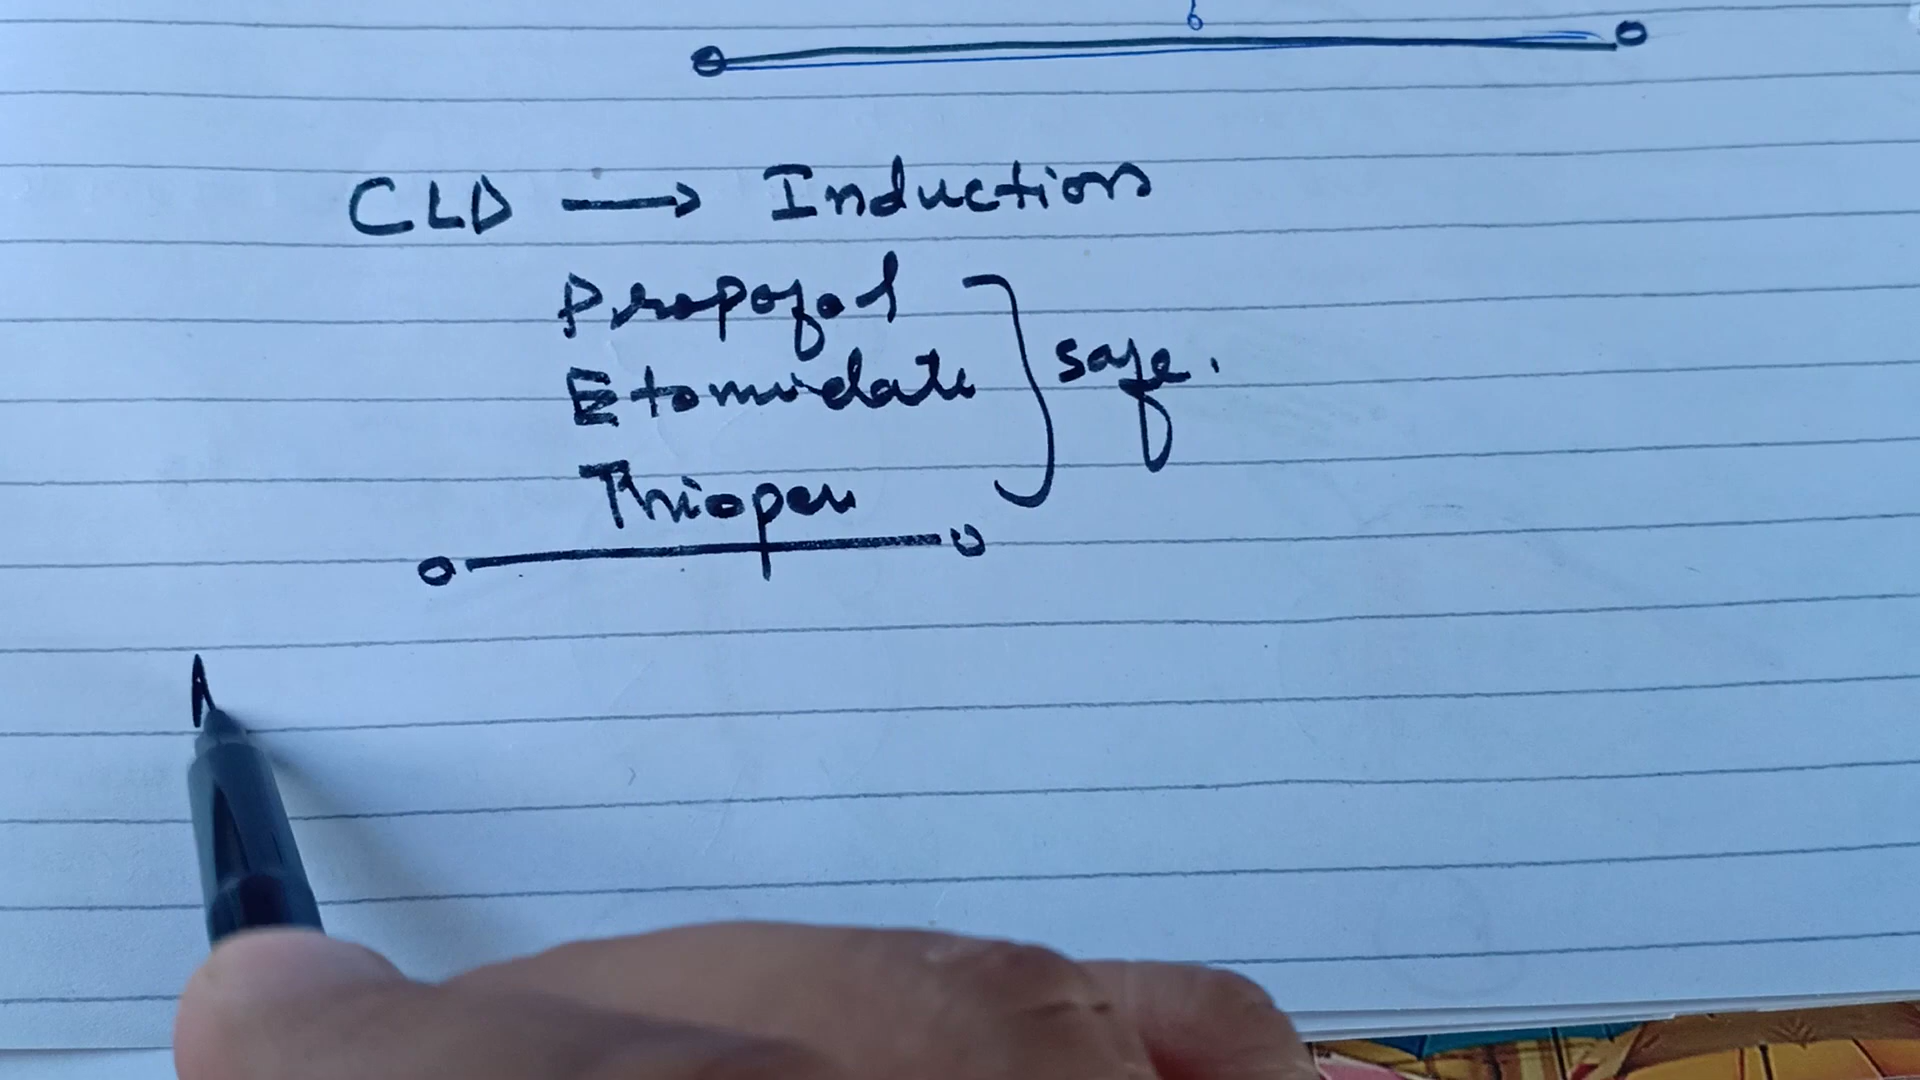 CLD → Induction
Propofol
Etomidate
safe.
Thiopen